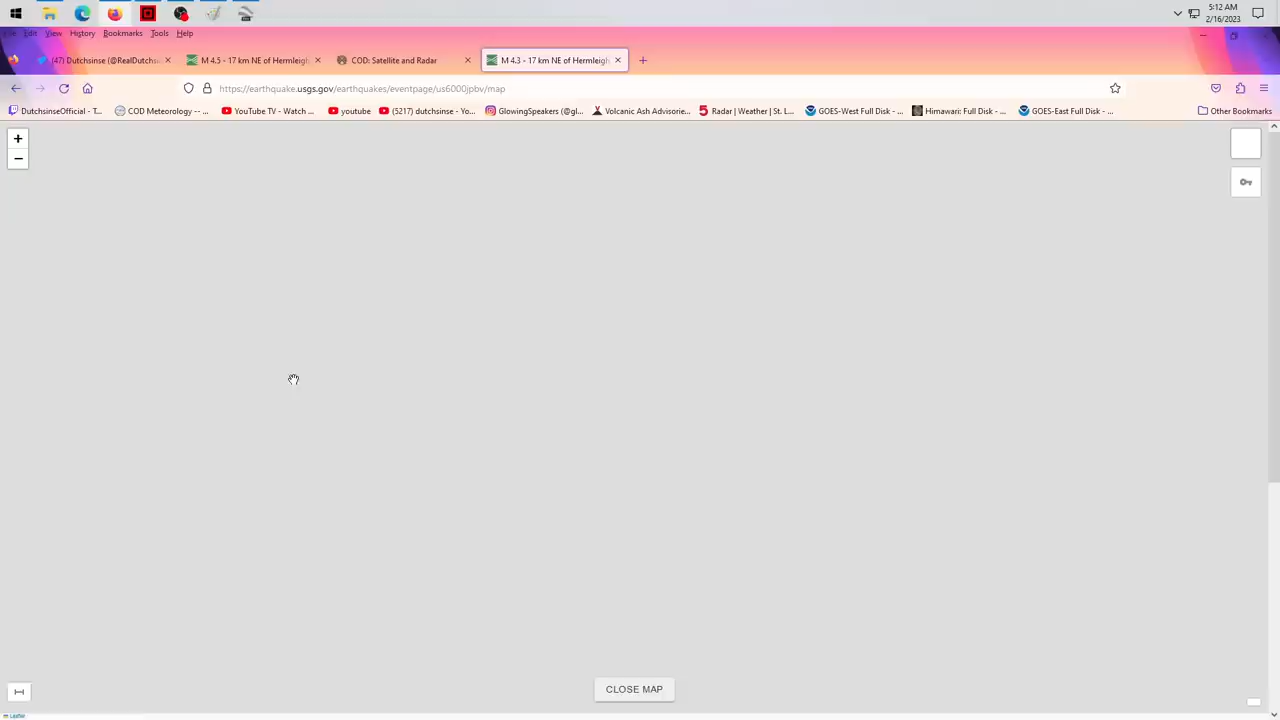 5:12 AM
2/16/2023
File Edit View History Bookmarks Tools Help
(47) Dutchsinse (@RealDutchs
M 4.5 - 17 km NE of Hermleigh
COD: Satellite and Radar
M 4.3 - 17 km NE of Hermleigh
https://earthquake.usgs.gov/earthquakes/eventpage/us6000jpbv/map
DutchsinseOfficial - T...
COD Meteorology -- ...
YouTube TV - Watch ...
youtube
(5217) dutchsinse - Yo...
GlowingSpeakers (@gl...
Volcanic Ash Advisorie...
5 Radar | Weather | St. L...
GOES-West Full Disk - ...
Himawari: Full Disk - ...
GOES-East Full Disk - ...
Other Bookmarks
+
−
CLOSE MAP
Leaflet